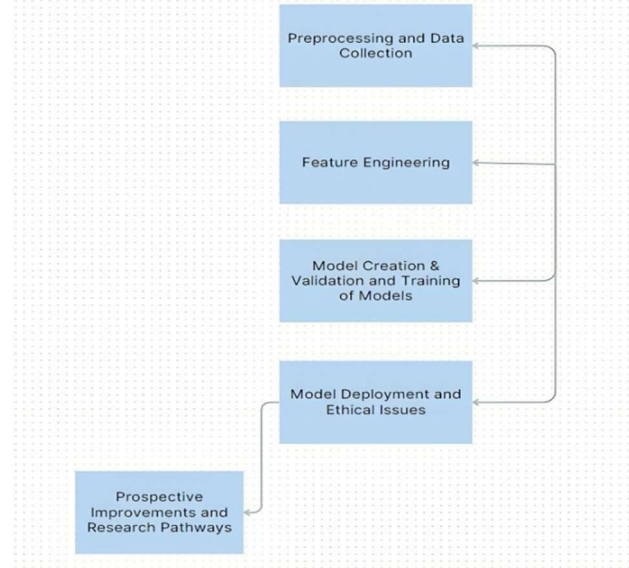 Preprocessing and Data
Collection
Feature Engineering
Model Creation &
Validation and Training
of Models
Model Deployment and
Ethical Issues
Prospective
Improvements and
Research Pathways